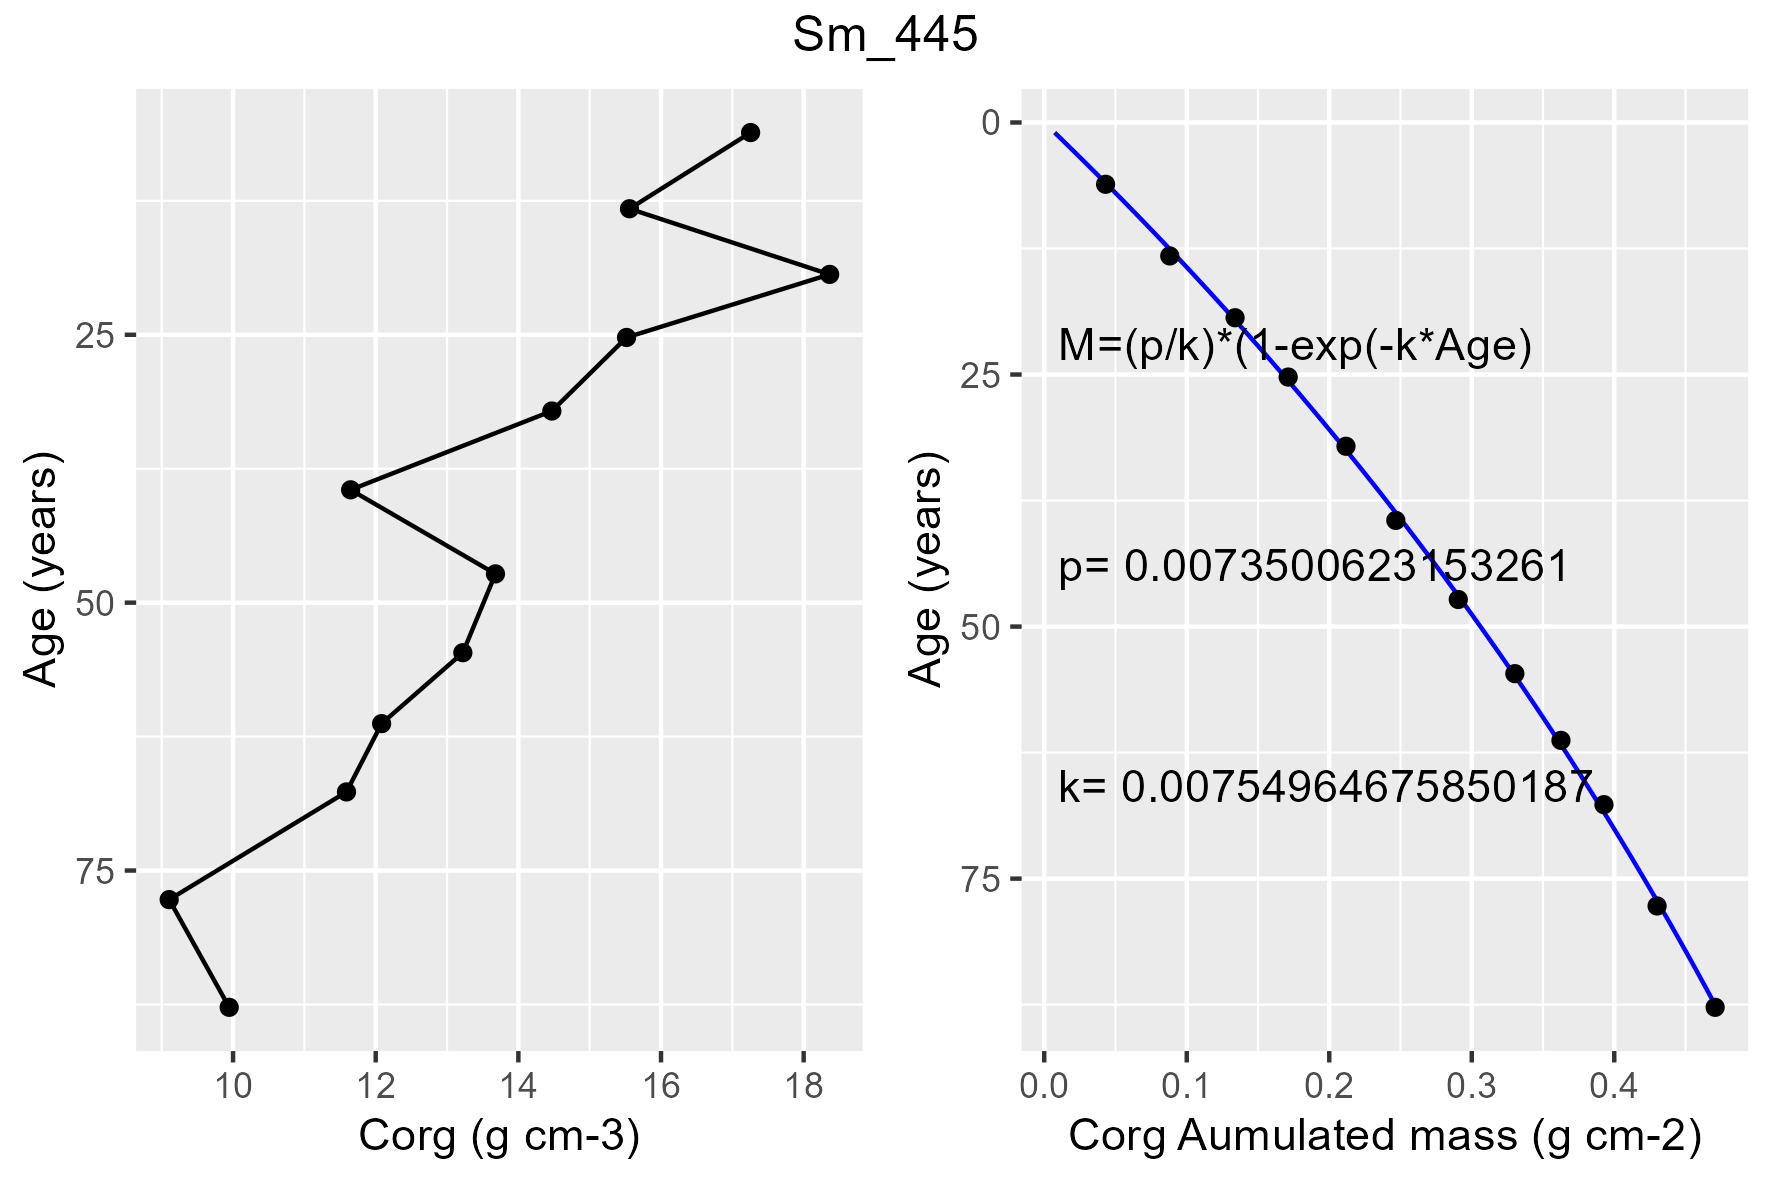 Sm_445
Age (years)
25
50
75
10 12 14 16 18
Corg (g cm-3)
Age (years)
0
25
50
75
M=(p/k)*(1-exp(-k*Age)
p= 0.0073500623153261
k= 0.00754964675850187
0.0 0.1 0.2 0.3 0.4
Corg Aumulated mass (g cm-2)